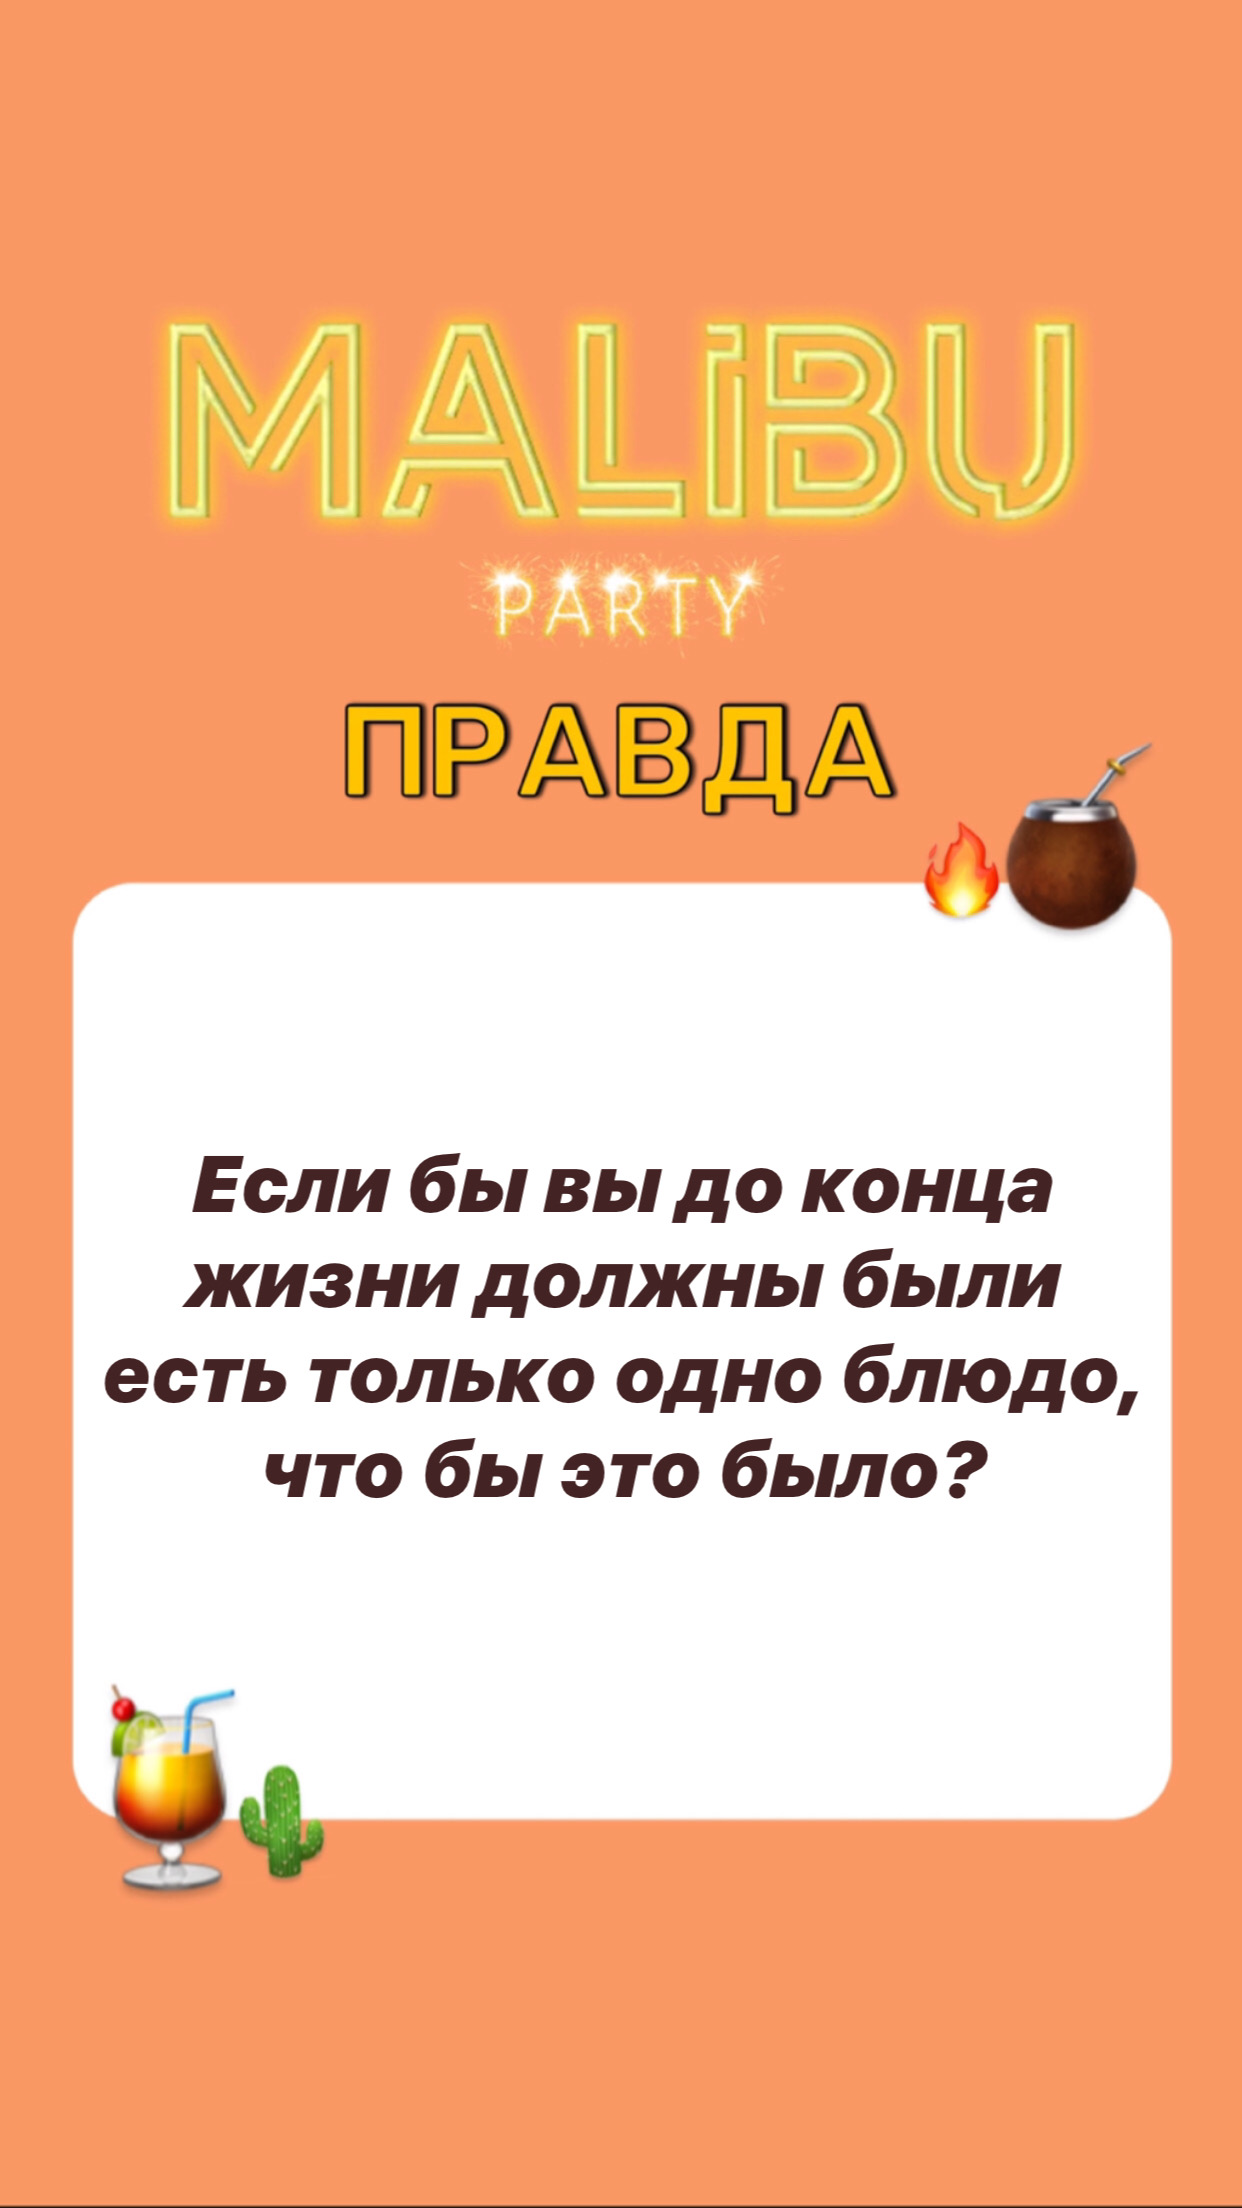 MALiBU
PARTY
ПРАВДА
Если бы вы до конца
жизни должны были
есть только одно блюдо,
что бы это было?